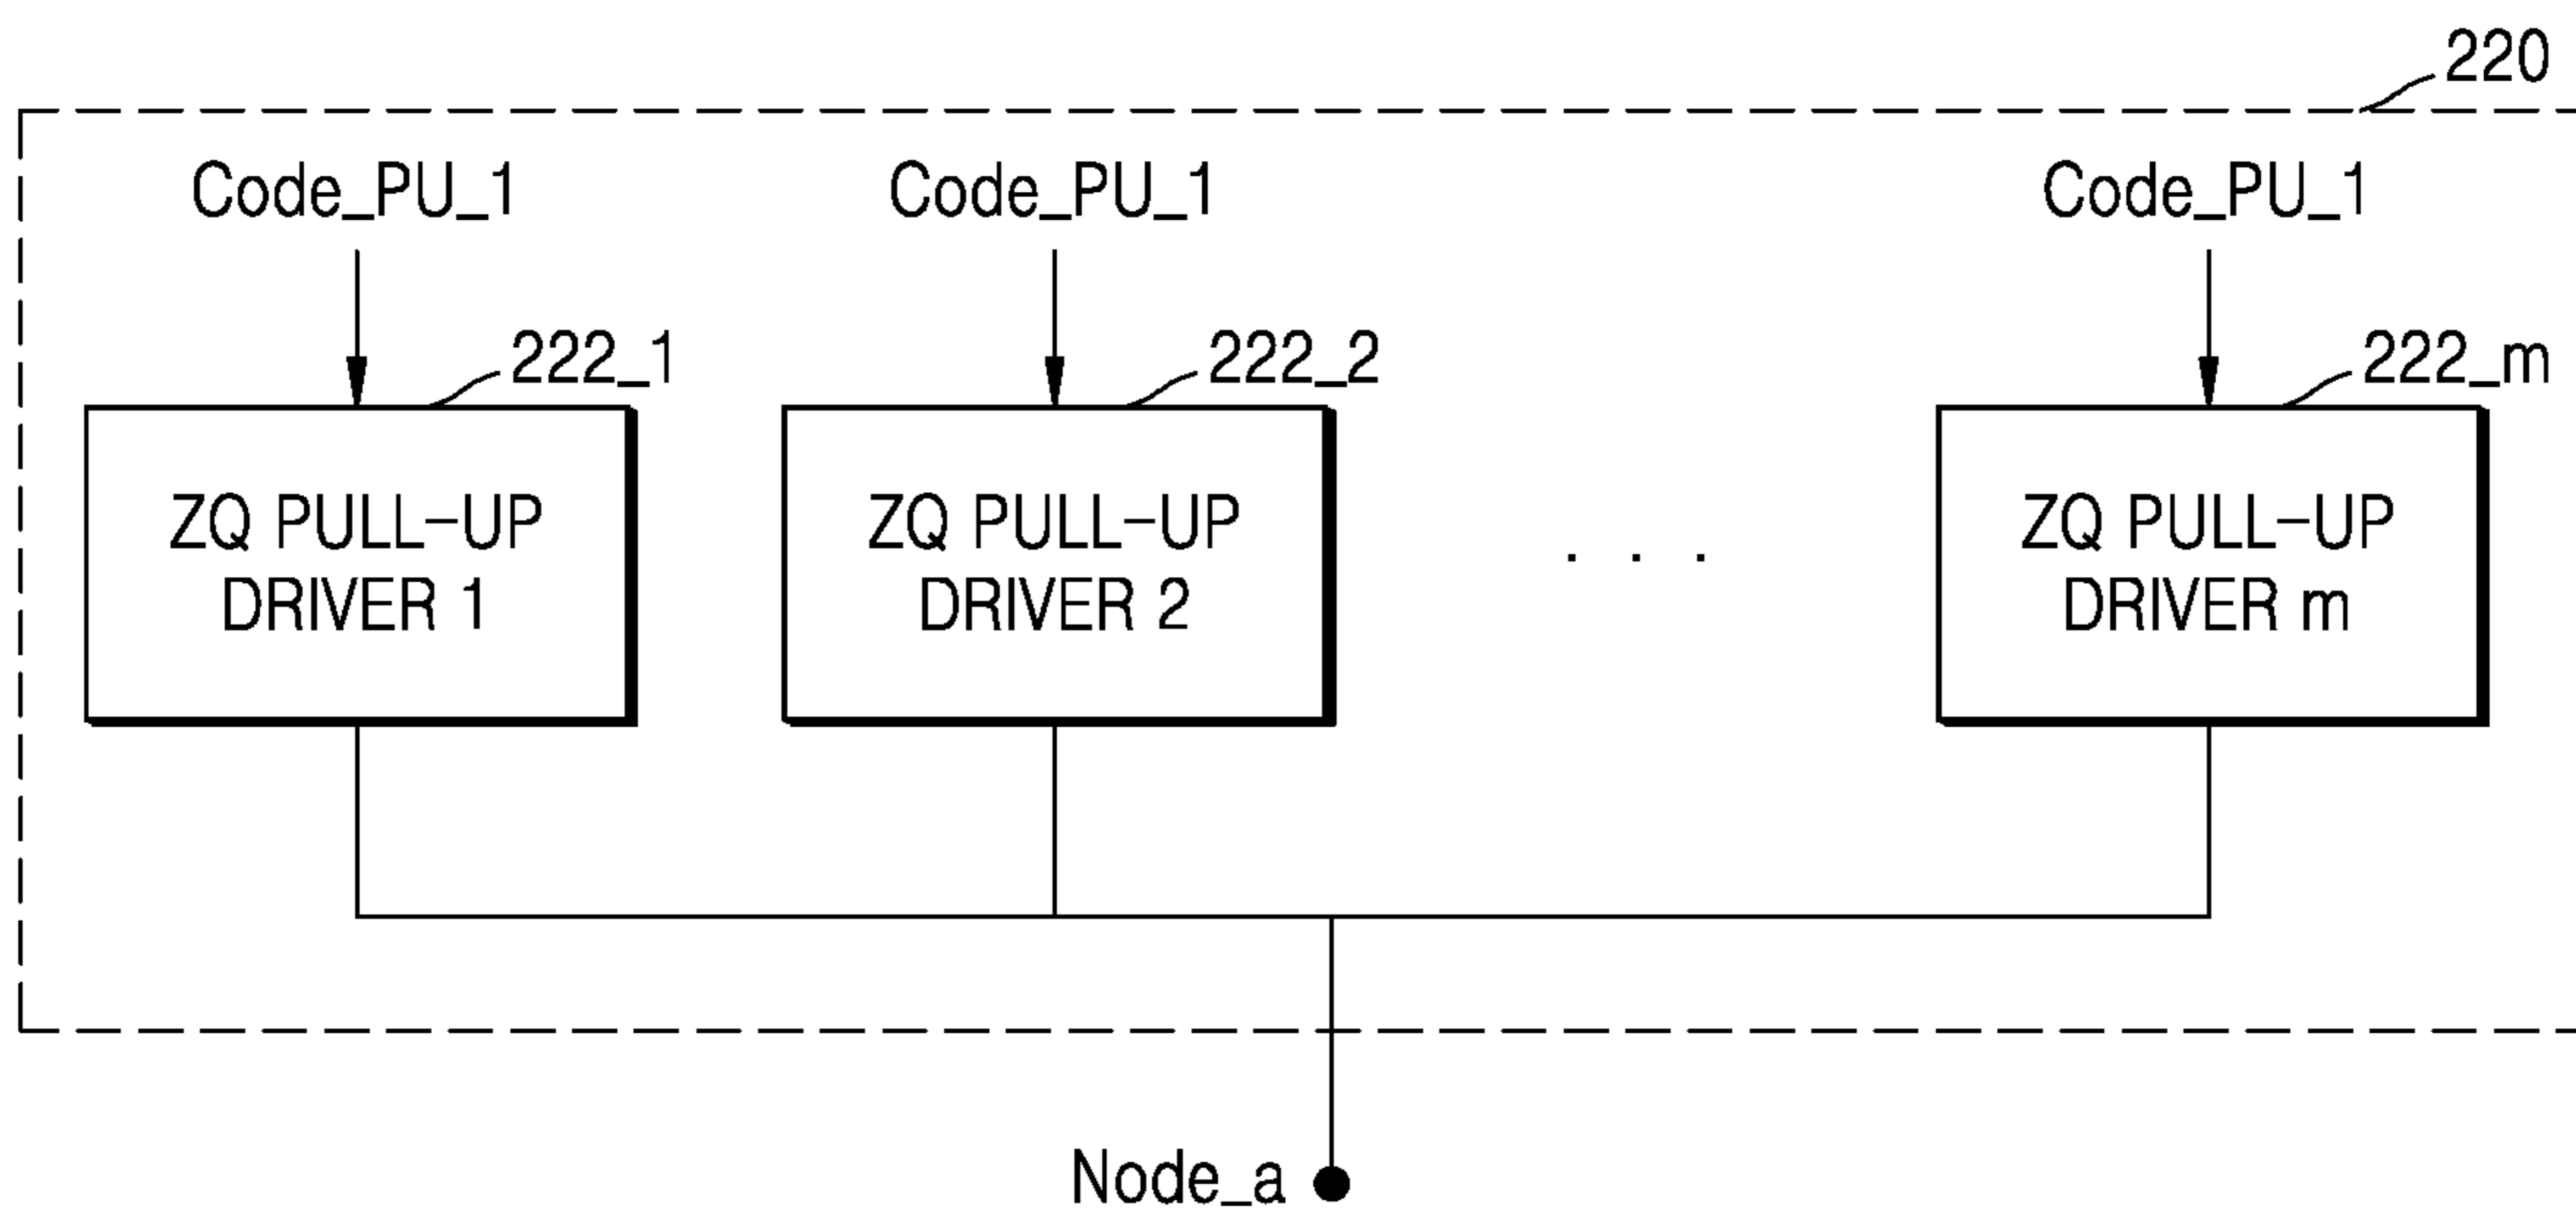 220
Code_PU_1
Code_PU_1
Code_PU_1
222_1
222_2
222_m
ZQ PULL-UP
DRIVER 1
ZQ PULL-UP
DRIVER 2
. . .
ZQ PULL-UP
DRIVER m
Node_a